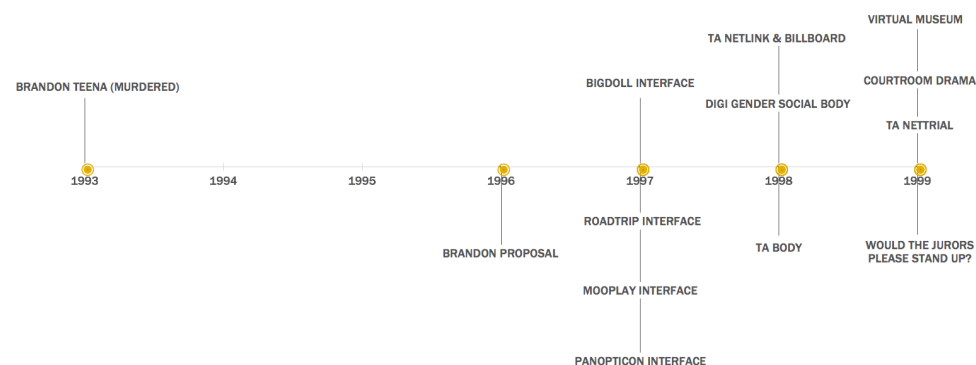 VIRTUAL MUSEUM
TA NETLINK & BILLBOARD
COURTROOM DRAMA
BRANDON TEENA (MURDERED)
BIGDOLL INTERFACE
DIGI GENDER SOCIAL BODY
TA NETTRIAL
1993
1994
1995
1996
1997
1998
1999
ROADTRIP INTERFACE
BRANDON PROPOSAL
TA BODY
WOULD THE JURORS
PLEASE STAND UP?
MOOPLAY INTERFACE
PANOPTICON INTERFACE